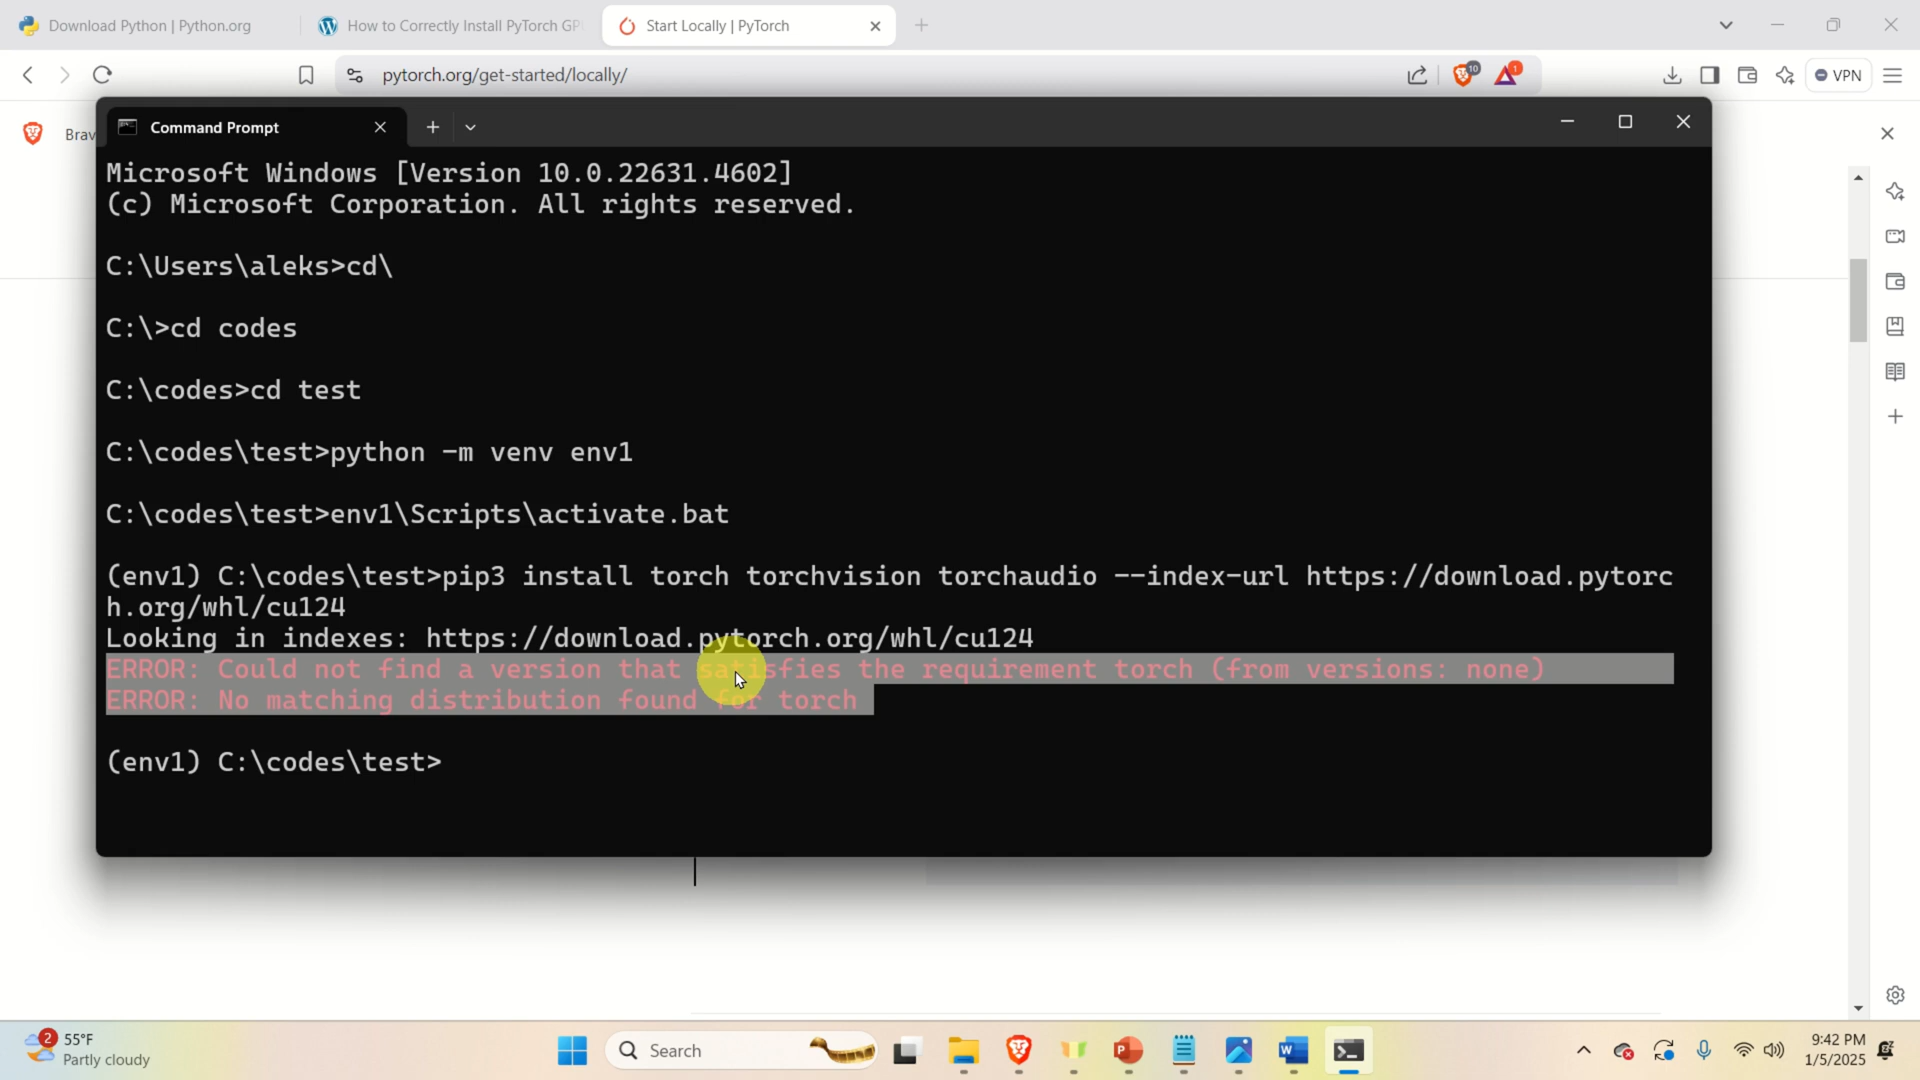 Download Python | Python.org
How to Correctly Install PyTorch GP
Start Locally | PyTorch
pytorch.org/get-started/locally/
10
1
VPN
Brav
Command Prompt
Microsoft Windows [Version 10.0.22631.4602]
(c) Microsoft Corporation. All rights reserved.
C:\Users\aleks>cd\
C:\>cd codes
C:\codes>cd test
C:\codes\test>python -m venv env1
C:\codes\test>env1\Scripts\activate.bat
(env1) C:\codes\test>pip3 install torch torchvision torchaudio --index-url https://download.pytorc
h.org/whl/cu124
Looking in indexes: https://download.pytorch.org/whl/cu124
ERROR: Could not find a version that satisfies the requirement torch (from versions: none)
ERROR: No matching distribution found for torch
(env1) C:\codes\test>
2
55°F
Partly cloudy
Search
9:42 PM
1/5/2025